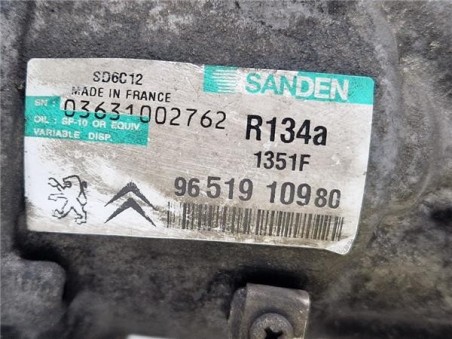 SD6C12
SANDEN
MADE IN FRANCE
SN : 03631002762
R134a
OIL : SP-10 OR EQUIV
VARIABLE DISP.
1351F
96 519 109 80